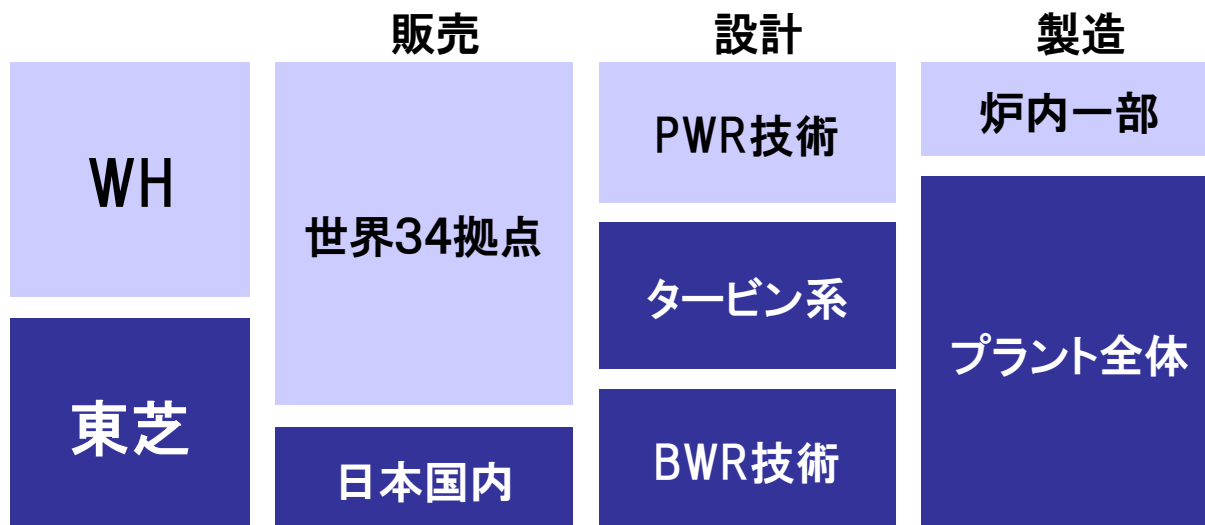 販売 設計 製造
WH
世界34拠点
PWR技術
炉内一部
東芝
日本国内
タービン系
BWR技術
プラント全体